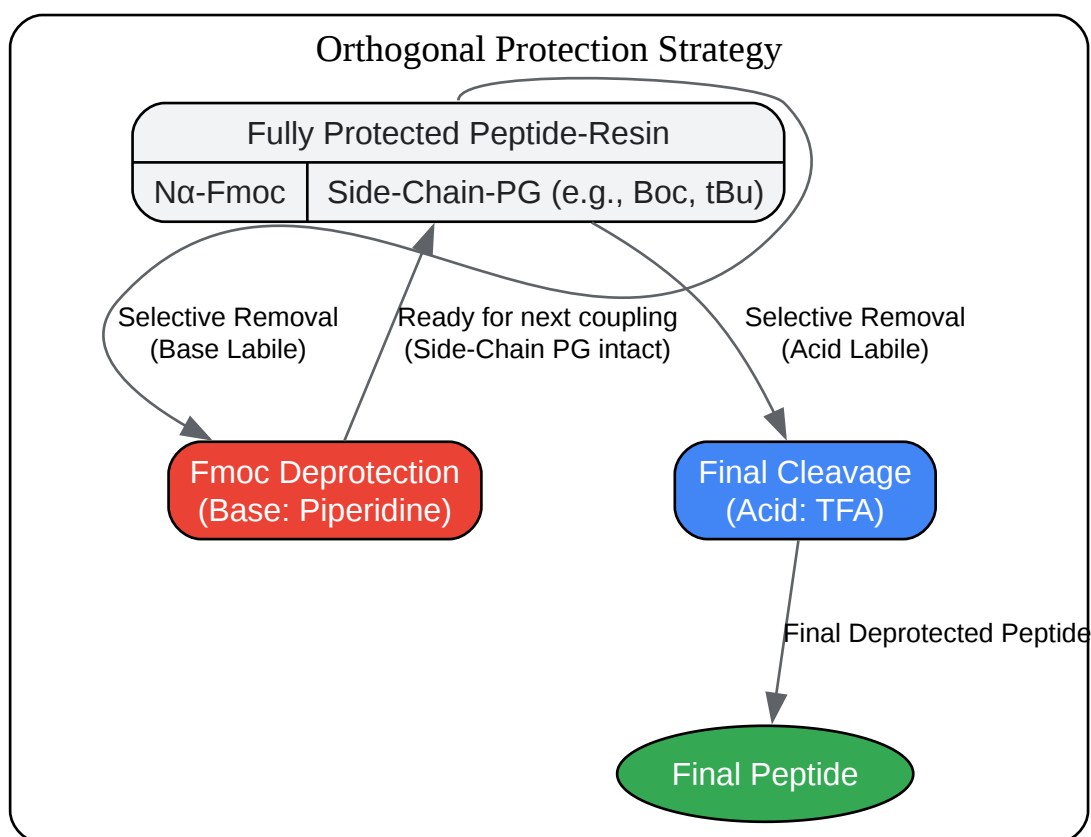 Orthogonal Protection Strategy
Fully Protected Peptide-Resin
Nα-Fmoc
Side-Chain-PG (e.g., Boc, tBu)
Selective Removal
(Base Labile)
Ready for next coupling
(Side-Chain PG intact)
Selective Removal
(Acid Labile)
Fmoc Deprotection
(Base: Piperidine)
Final Cleavage
(Acid: TFA)
Final Deprotected Peptide
Final Peptide